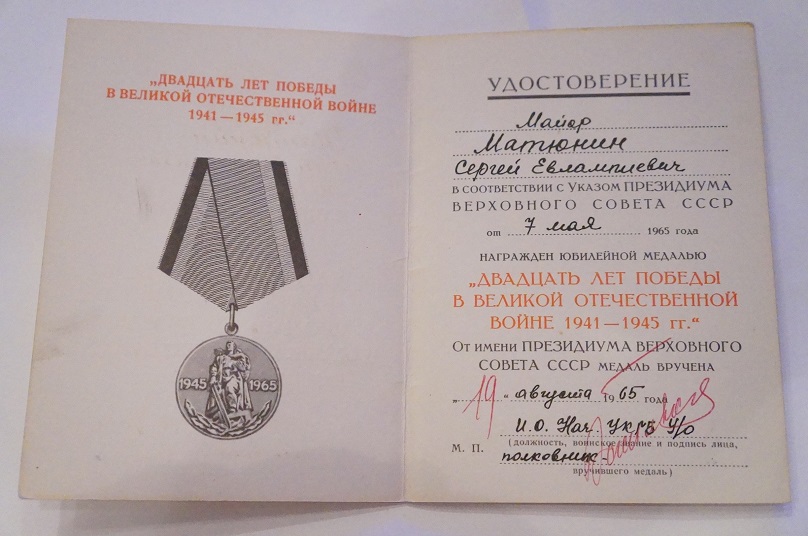 „ДВАДЦАТЬ ЛЕТ ПОБЕДЫ
В ВЕЛИКОЙ ОТЕЧЕСТВЕННОЙ ВОЙНЕ
1941 — 1945 гг.“
1945 1965
УДОСТОВЕРЕНИЕ
Майор
Матюнин
Сергей Евлампиевич
В СООТВЕТСТВИИ С УКАЗОМ ПРЕЗИДИУМА
ВЕРХОВНОГО СОВЕТА СССР
от 7 мая 1965 года
НАГРАЖДЕН ЮБИЛЕЙНОЙ МЕДАЛЬЮ
„ДВАДЦАТЬ ЛЕТ ПОБЕДЫ
В ВЕЛИКОЙ ОТЕЧЕСТВЕННОЙ
ВОЙНЕ 1941—1945 гг.“
От имени ПРЕЗИДИУМА ВЕРХОВНОГО
СОВЕТА СССР МЕДАЛЬ ВРУЧЕНА
„19“ августа 1965 года
И.О. Нач. УКГБ У/о
(должность, воинское звание и подпись лица,
М. П. полковник-
вручившего медаль)